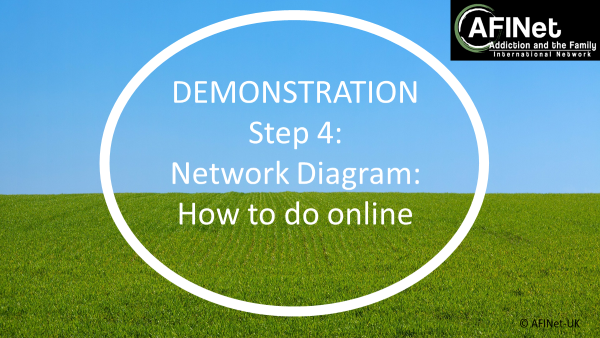 AFINet
Addiction and the Family
International Network
DEMONSTRATION
Step 4:
Network Diagram:
How to do online
© AFINet-UK